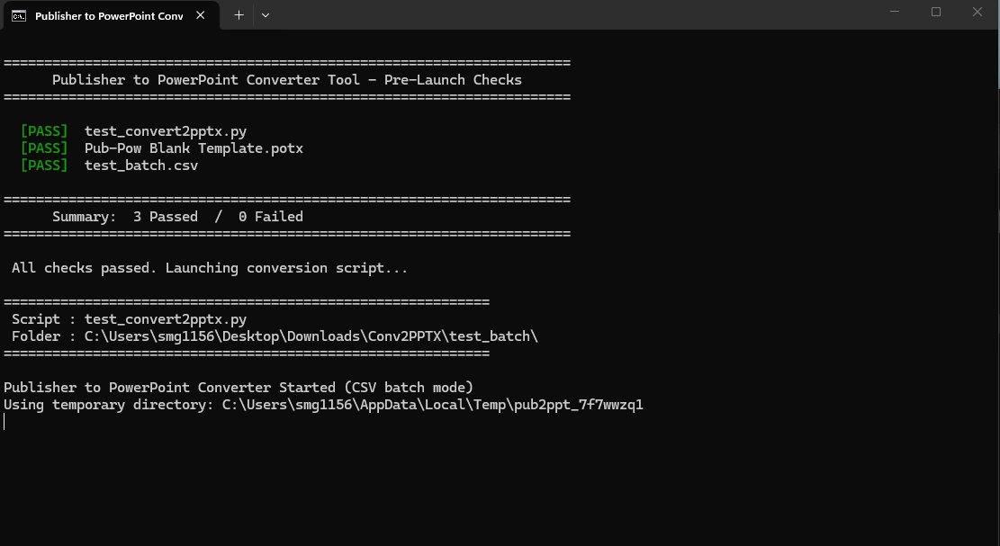 Publisher to PowerPoint Conv
======================================================================
Publisher to PowerPoint Converter Tool - Pre-Launch Checks
======================================================================
[PASS] test_convert2pptx.py
[PASS] Pub-Pow Blank Template.potx
[PASS] test_batch.csv
======================================================================
Summary: 3 Passed / 0 Failed
======================================================================
All checks passed. Launching conversion script...
============================================================
Script : test_convert2pptx.py
Folder : C:\Users\smg1156\Desktop\Downloads\Conv2PPTX\test_batch\
============================================================
Publisher to PowerPoint Converter Started (CSV batch mode)
Using temporary directory: C:\Users\smg1156\AppData\Local\Temp\pub2ppt_7f7wwzq1